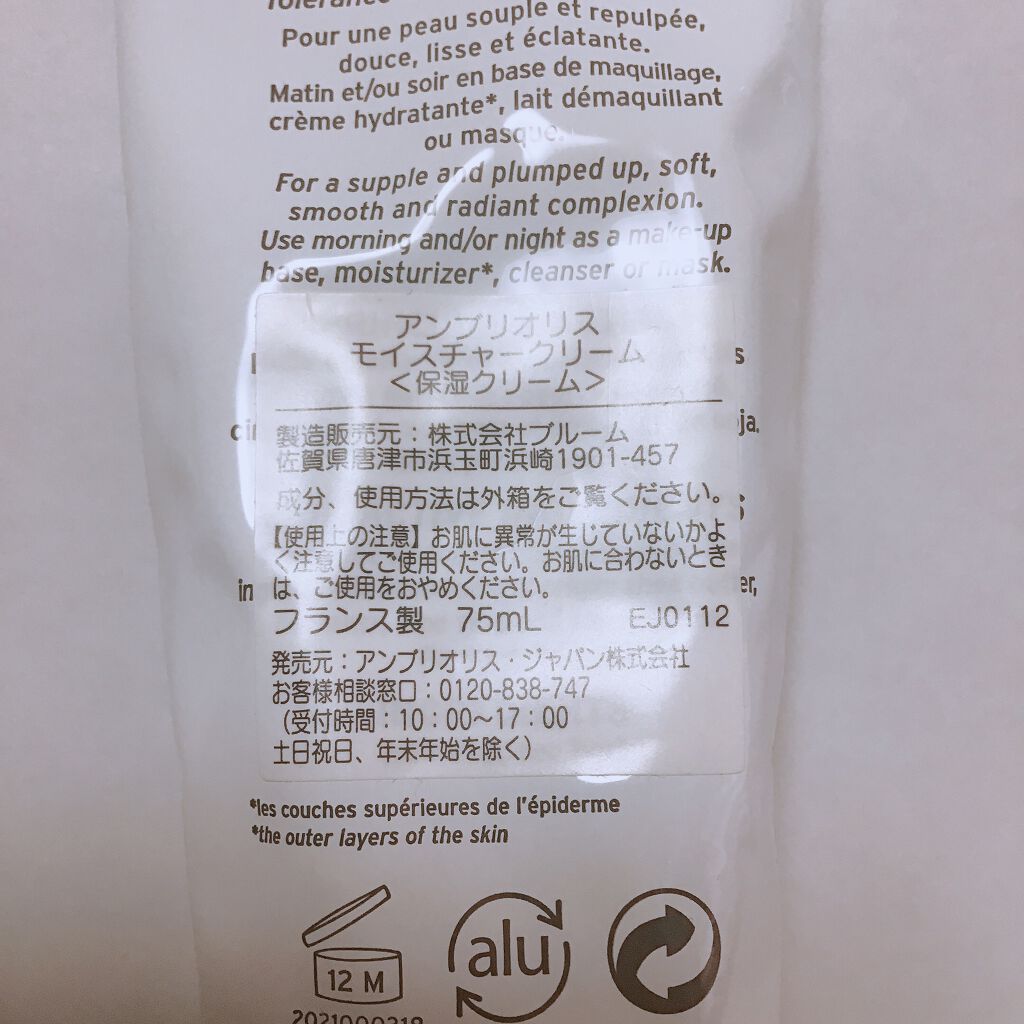 Tolérance
Pour une peau souple et repulpée,
douce, lisse et éclatante.
Matin et/ou soir en base de maquillage,
crème hydratante*, lait démaquillant
ou masque.
For a supple and plumped up, soft,
smooth and radiant complexion.
Use morning and/or night as a make-up
base, moisturizer*, cleanser or mask.
アンブリオリス
モイスチャークリーム
<保湿クリーム>
製造販売元：株式会社ブルーム
佐賀県唐津市浜玉町浜崎1901-457
成分、使用方法は外箱をご覧ください。
【使用上の注意】お肌に異常が生じていないかよ
く注意してご使用ください。お肌に合わないとき
は、ご使用をおやめください。
フランス製 75mL EJ0112
発売元：アンブリオリス・ジャパン株式会社
お客様相談窓口：0120-838-747
（受付時間：10：00〜17：00
土日祝日、年末年始を除く）
*les couches supérieures de l'épiderme
*the outer layers of the skin
12 M
alu